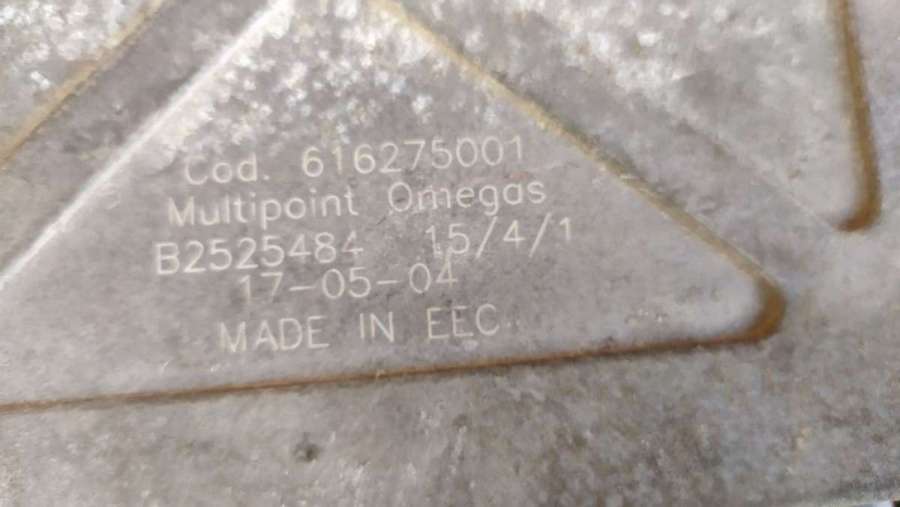 Cod. 616275001
Multipoint Omegas
B2525484 15/4/1
17-05-04
MADE IN EEC